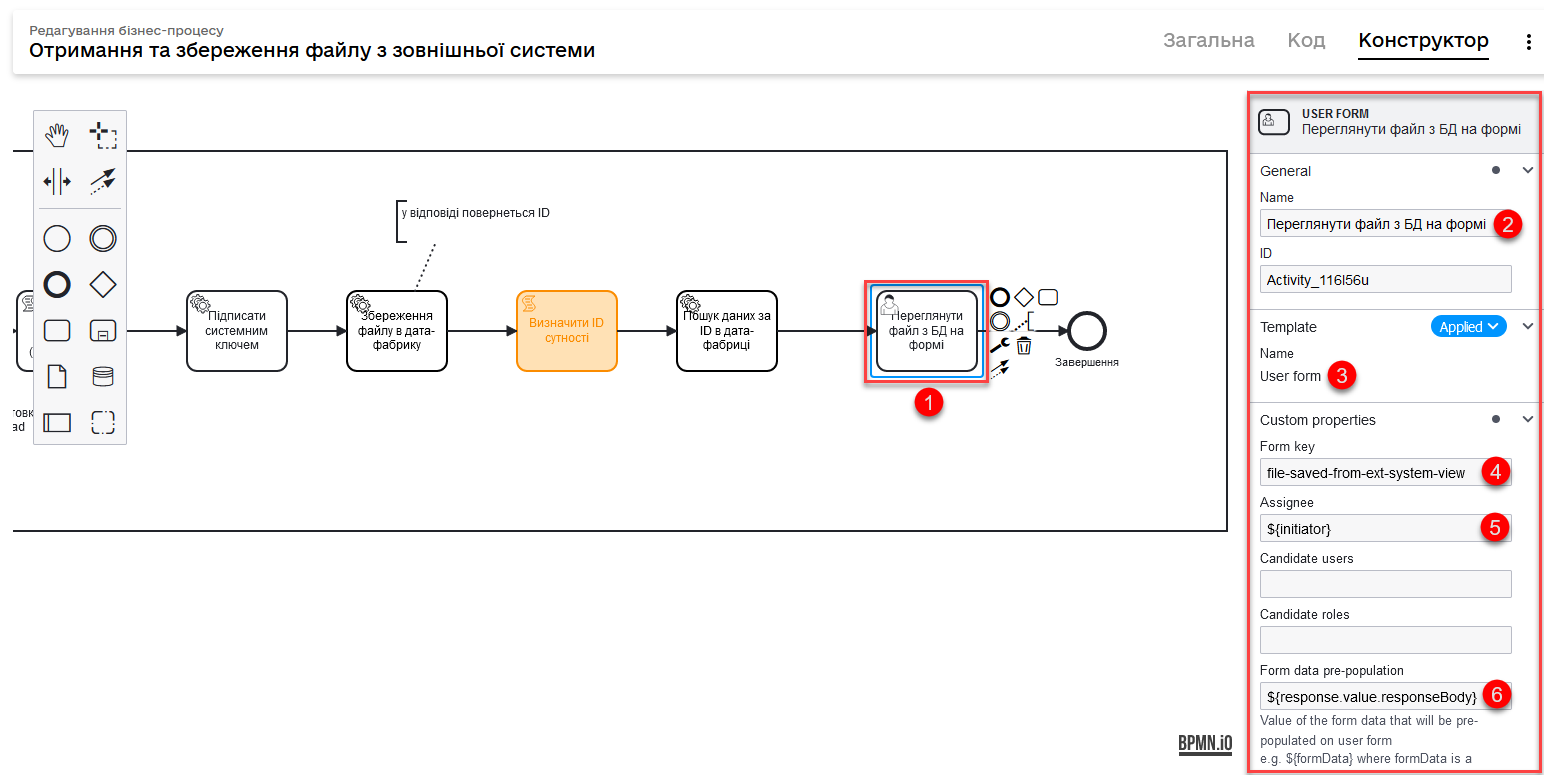 Редагування бізнес-процесу
Отримання та збереження файлу з зовнішньої системи
Загальна
Код
Конструктор
у відповіді повернеться ID
Підписати
системним
ключем
Збереження
файлу в дата-
фабрику
Визначити ID
сутності
Пошук даних за
ID в дата-
фабриці
Переглянути
файл з БД на
формі
Завершення
1
(
ad
BPMN.iO
USER FORM
Переглянути файл з БД на формі
General
Name
Переглянути файл з БД на формі
2
ID
Activity_116l56u
Template
Applied
Name
User form
3
Custom properties
Form key
file-saved-from-ext-system-view
4
Assignee
${initiator}
5
Candidate users
Candidate roles
Form data pre-population
${response.value.responseBody}
6
Value of the form data that will be pre-
populated on user form
e.g. ${formData} where formData is a